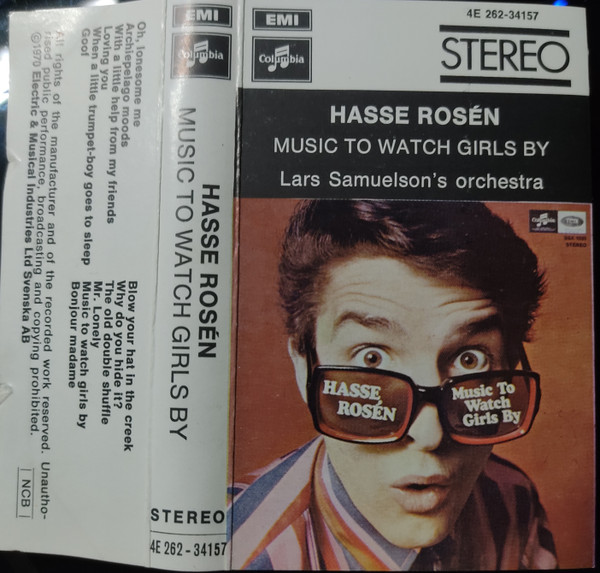 EMI
Columbia
4E 262-34157
STEREO
HASSE ROSÉN
MUSIC TO WATCH GIRLS BY
Lars Samuelson's orchestra
Columbia
EMI
STEREO
HASSE
ROSÉN
Music To
Watch
Girls By
EMI
Columbia
HASSE ROSÉN
MUSIC TO WATCH GIRLS BY
STEREO
4E 262-34157
Oh, lonesome me
Archiepelago moods
With a little help from my friends
Loving you
When a little trumpet-boy goes to sleep
Goof
Blow your hat in the creek
Why do you hide it?
The old double shuffle
Mr. Lonely
Music to watch girls by
Bonjour madame
All rights of the manufacturer and of the recorded work reserved. Unautho-
rised public performance, broadcasting and copying prohibited.
℗1970 Electric & Musical Industries Ltd Svenska AB
NCB